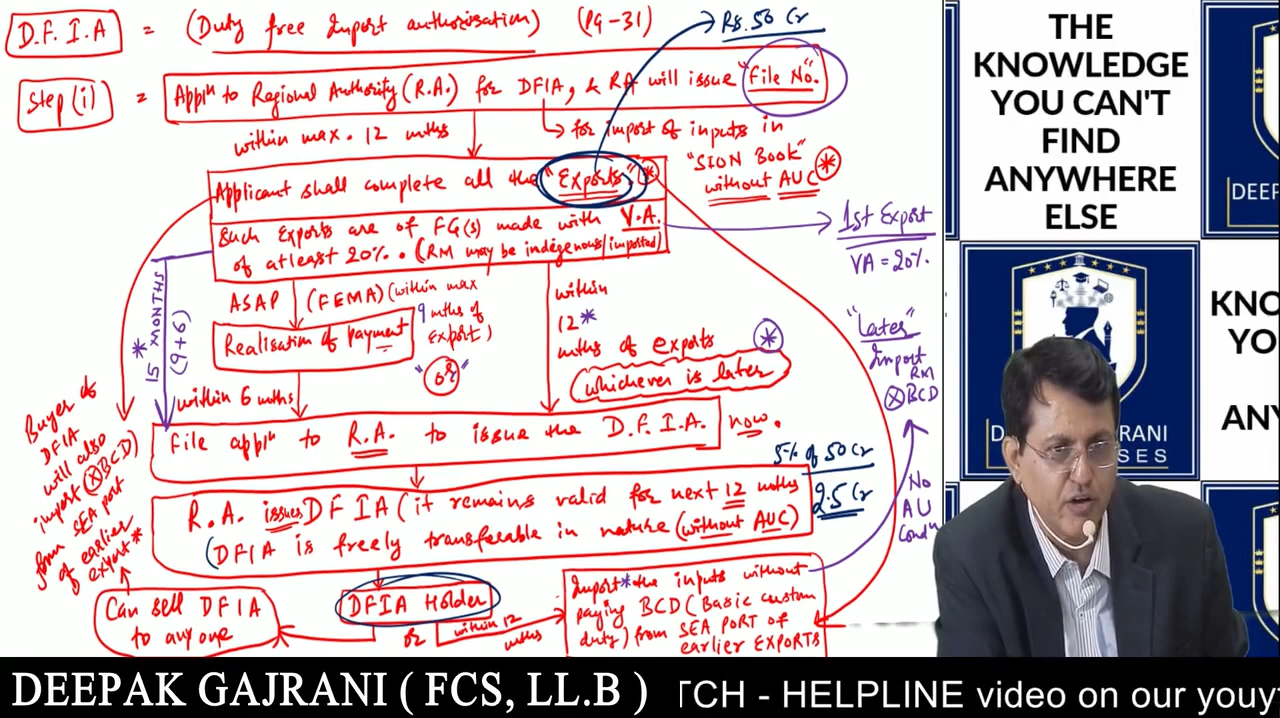 D.F.I.A = (Duty free Import authorisation) (Pg-31)
Rs.50 Cr
Step (i) = Applⁿ to Regional Authority (R.A.) for DFIA, & RA will issue "file No."
within max. 12 mths
→ for import of inputs in "SION Book" without AUC *
Applicant shall complete all the "Exports" *
Such Exports are of FG(s) made with V.A.
of atleast 20%. (RM may be indigenous/imported)
1st Export
VA = 20%
15* MONTHS
(9+6)
ASAP (FEMA) (within max
9 mths of
export)
Realisation of payment
"or"
within 6 mths
within
12*
mths of exports *
whichever is later
"Later"
Import
RM
X BCD
File applⁿ to R.A. to issue the D.F.I.A. now.
5% of 50 Cr
2.5 Cr
R.A. issues DFIA (it remains valid for next 12 mths
(DFIA is freely transferable in nature (without AUC)
No
AU
Condⁿ
Buyer of
DFIA
will also
import (X BCD)
from SEA port
of earlier
export *
Can sell DFIA
to anyone
DFIA Holder
or
within 12
mths
Import* the inputs without
paying BCD (Basic custom
duty) from SEA PORT of
earlier EXPORTS
THE
KNOWLEDGE
YOU CAN'T
FIND
ANYWHERE
ELSE
DEEP
KNO
YO
ANY
DEEPAK GAJRANI ( FCS, LL.B )
TCH - HELPLINE video on our youy